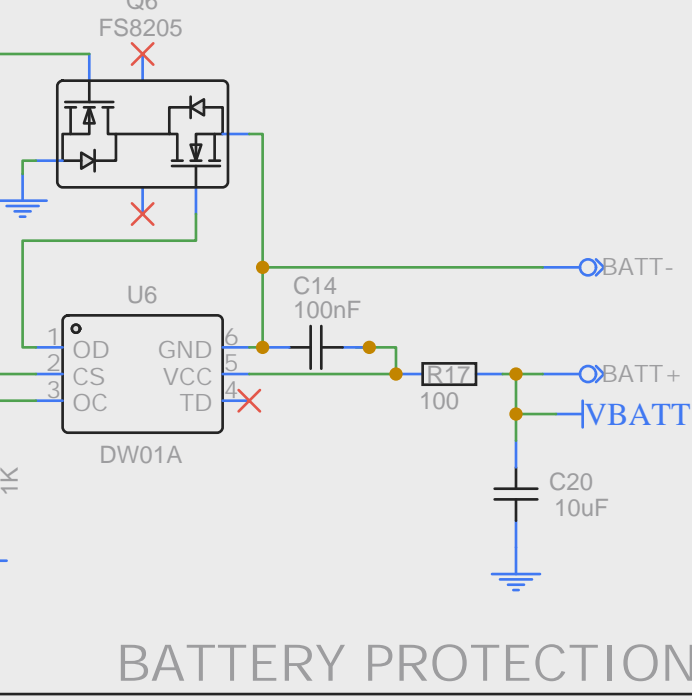 Q6
FS8205
BATT-
C14
100nF
U6
1 OD GND 6
2 CS VCC 5
3 OC TD 4
DW01A
R17
100
BATT+
VBATT
C20
10uF
1K
BATTERY PROTECTION